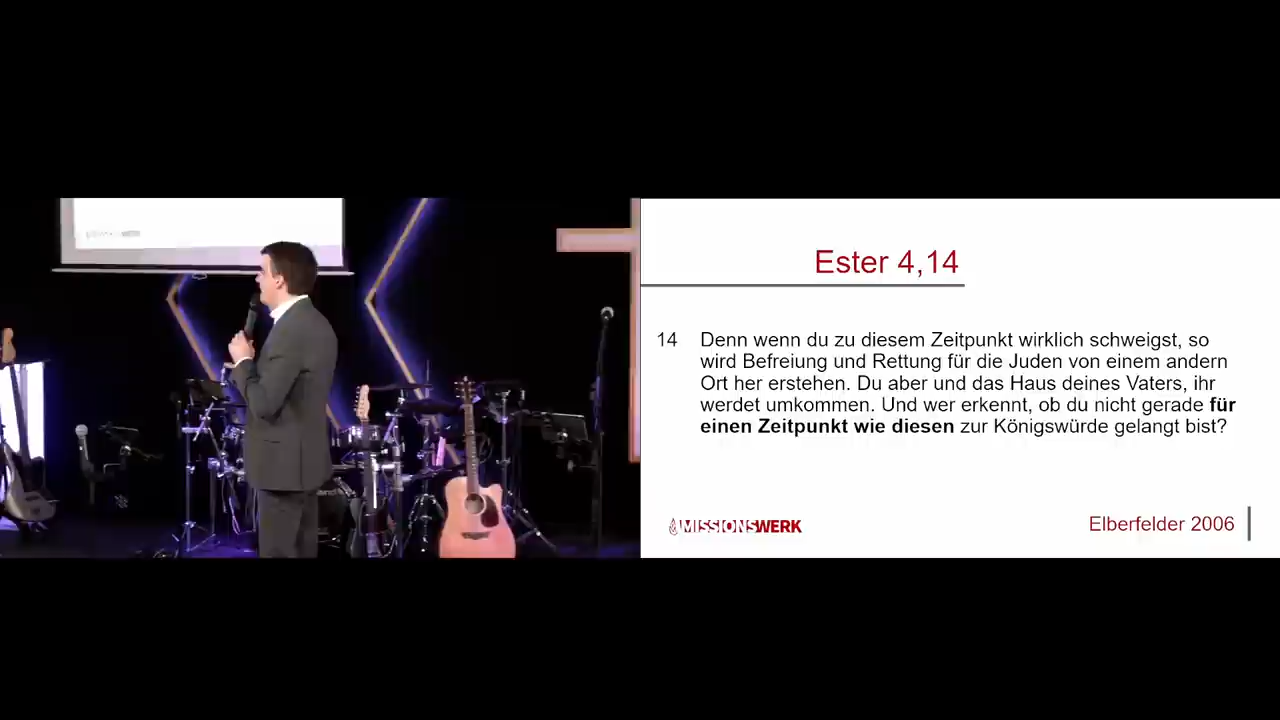 Ester 4,14
14 Denn wenn du zu diesem Zeitpunkt wirklich schweigst, so
wird Befreiung und Rettung für die Juden von einem andern
Ort her erstehen. Du aber und das Haus deines Vaters, ihr
werdet umkommen. Und wer erkennt, ob du nicht gerade für
einen Zeitpunkt wie diesen zur Königswürde gelangt bist?
MISSIONSWERK
Elberfelder 2006